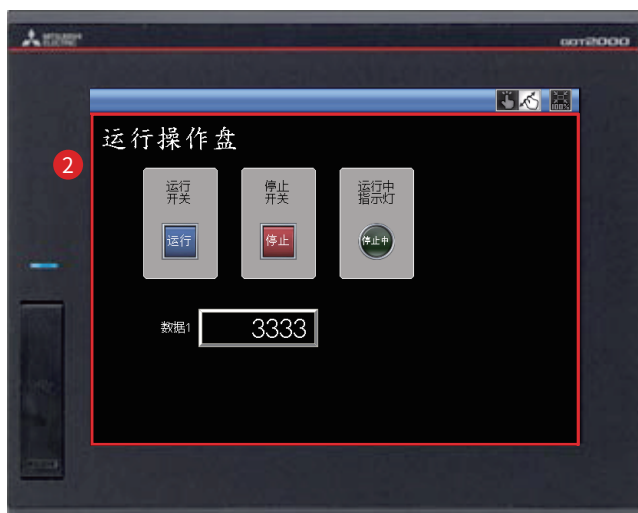 MITSUBISHI
ELECTRIC
GOT2000
100%
2
运行操作盘
运行
开关
停止
开关
运行中
指示灯
运行
停止
停止中
数据1
3333